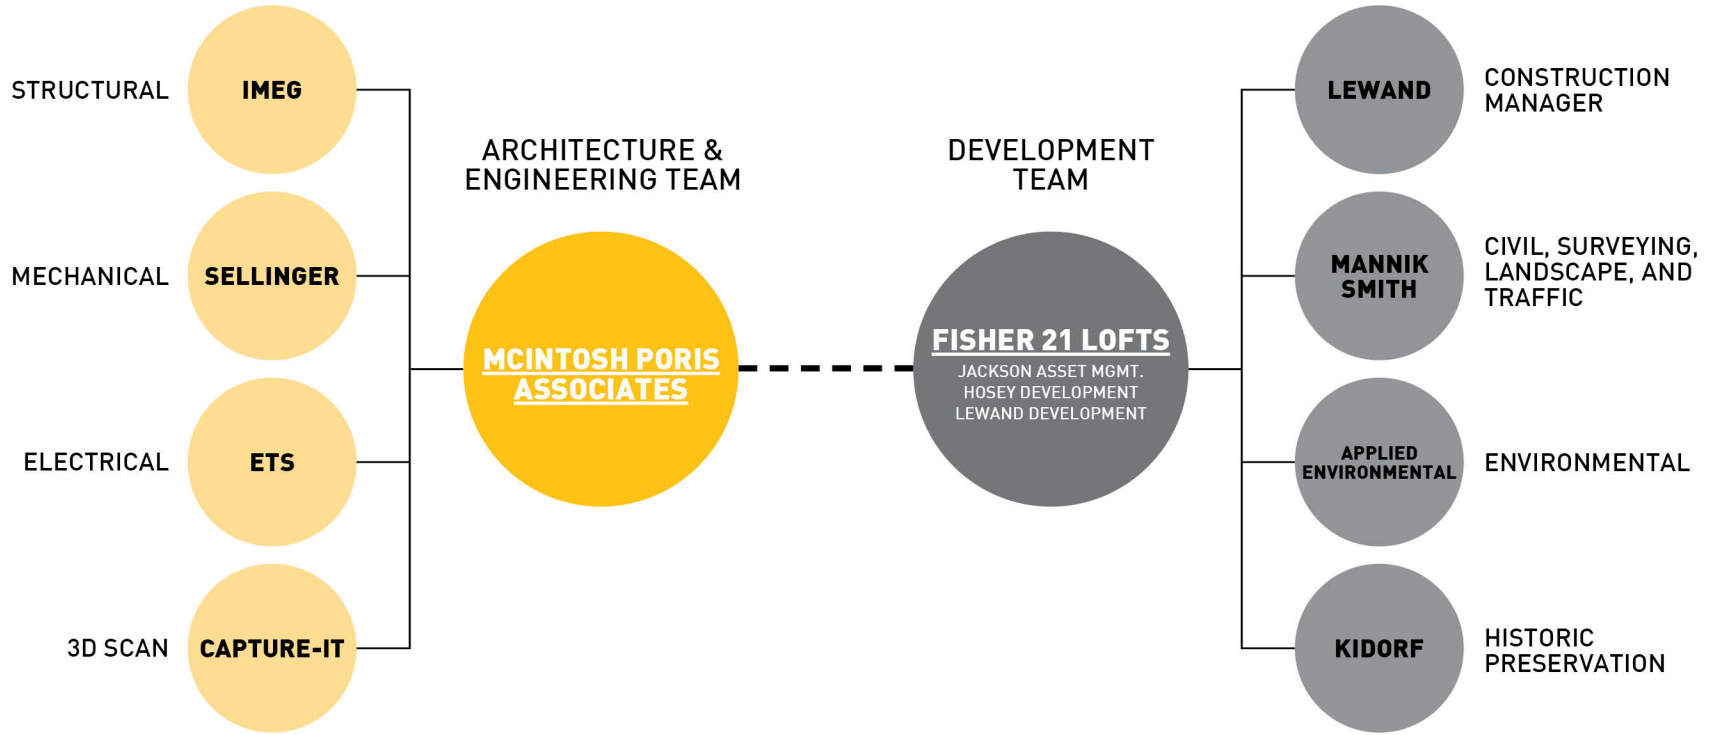 STRUCTURAL
IMEG
MECHANICAL
SELLINGER
ELECTRICAL
ETS
3D SCAN
CAPTURE-IT
ARCHITECTURE &
ENGINEERING TEAM
MCINTOSH PORIS
ASSOCIATES
DEVELOPMENT
TEAM
FISHER 21 LOFTS
JACKSON ASSET MGMT.
HOSEY DEVELOPMENT
LEWAND DEVELOPMENT
LEWAND
CONSTRUCTION
MANAGER
MANNIK
SMITH
CIVIL, SURVEYING,
LANDSCAPE, AND
TRAFFIC
APPLIED
ENVIRONMENTAL
ENVIRONMENTAL
KIDORF
HISTORIC
PRESERVATION